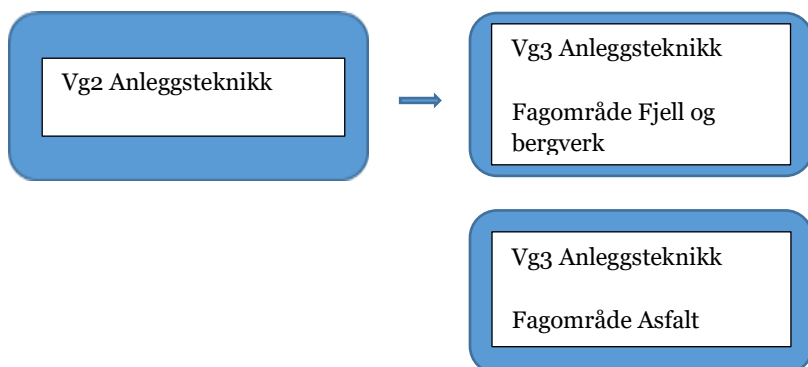 Vg2 Anleggsteknikk
Vg3 Anleggsteknikk
Fagområde Fjell og
bergverk
Vg3 Anleggsteknikk
Fagområde Asfalt